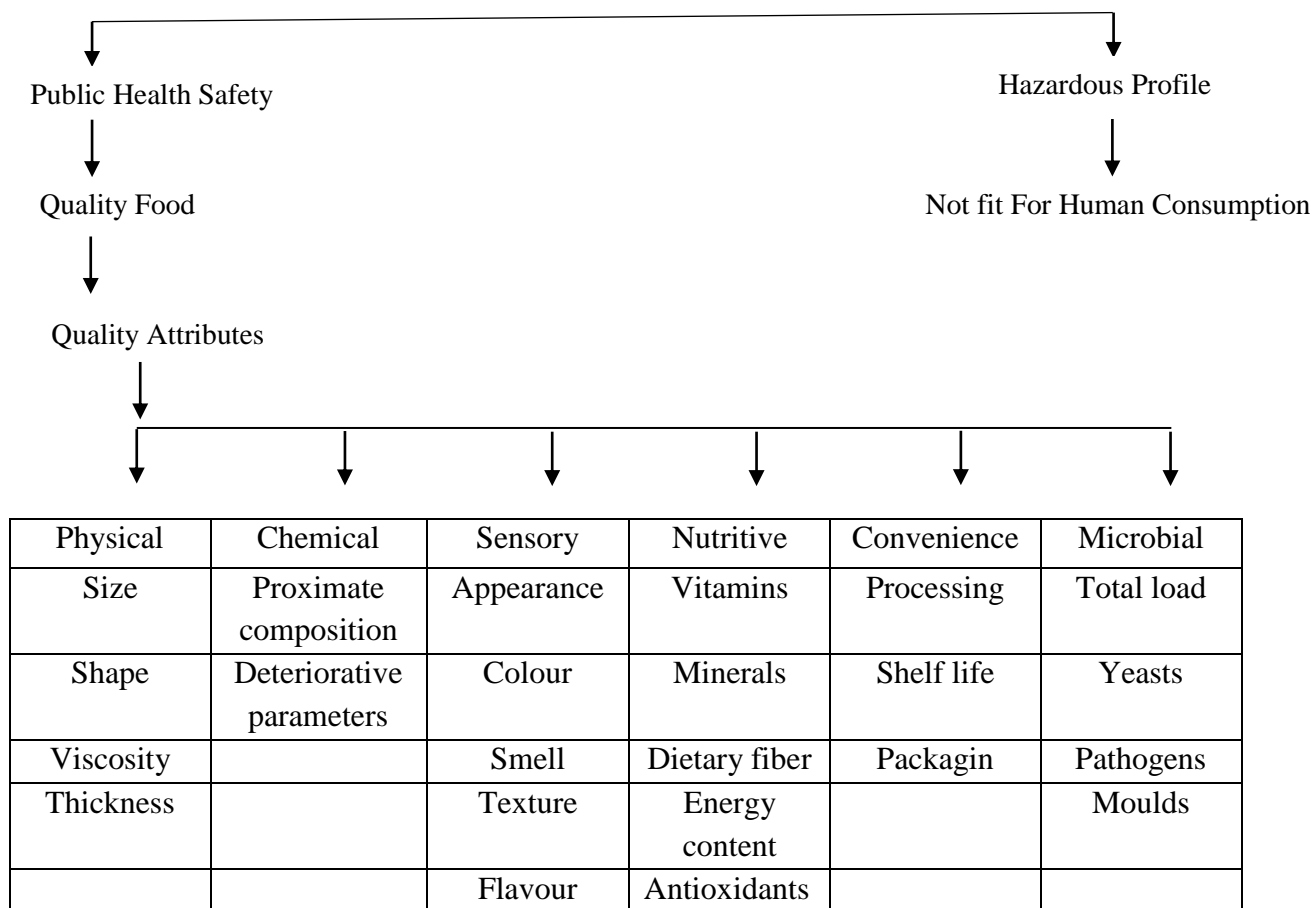 Public Health Safety
Hazardous Profile
Quality Food
Not fit For Human Consumption
Quality Attributes
Physical Chemical Sensory Nutritive Convenience Microbial
Size Proximate Appearance Vitamins Processing Total load
composition
Shape Deteriorative Colour Minerals Shelf life Yeasts
parameters
Viscosity Smell Dietary fiber Packagin Pathogens
Thickness Texture Energy Moulds
content
Flavour Antioxidants